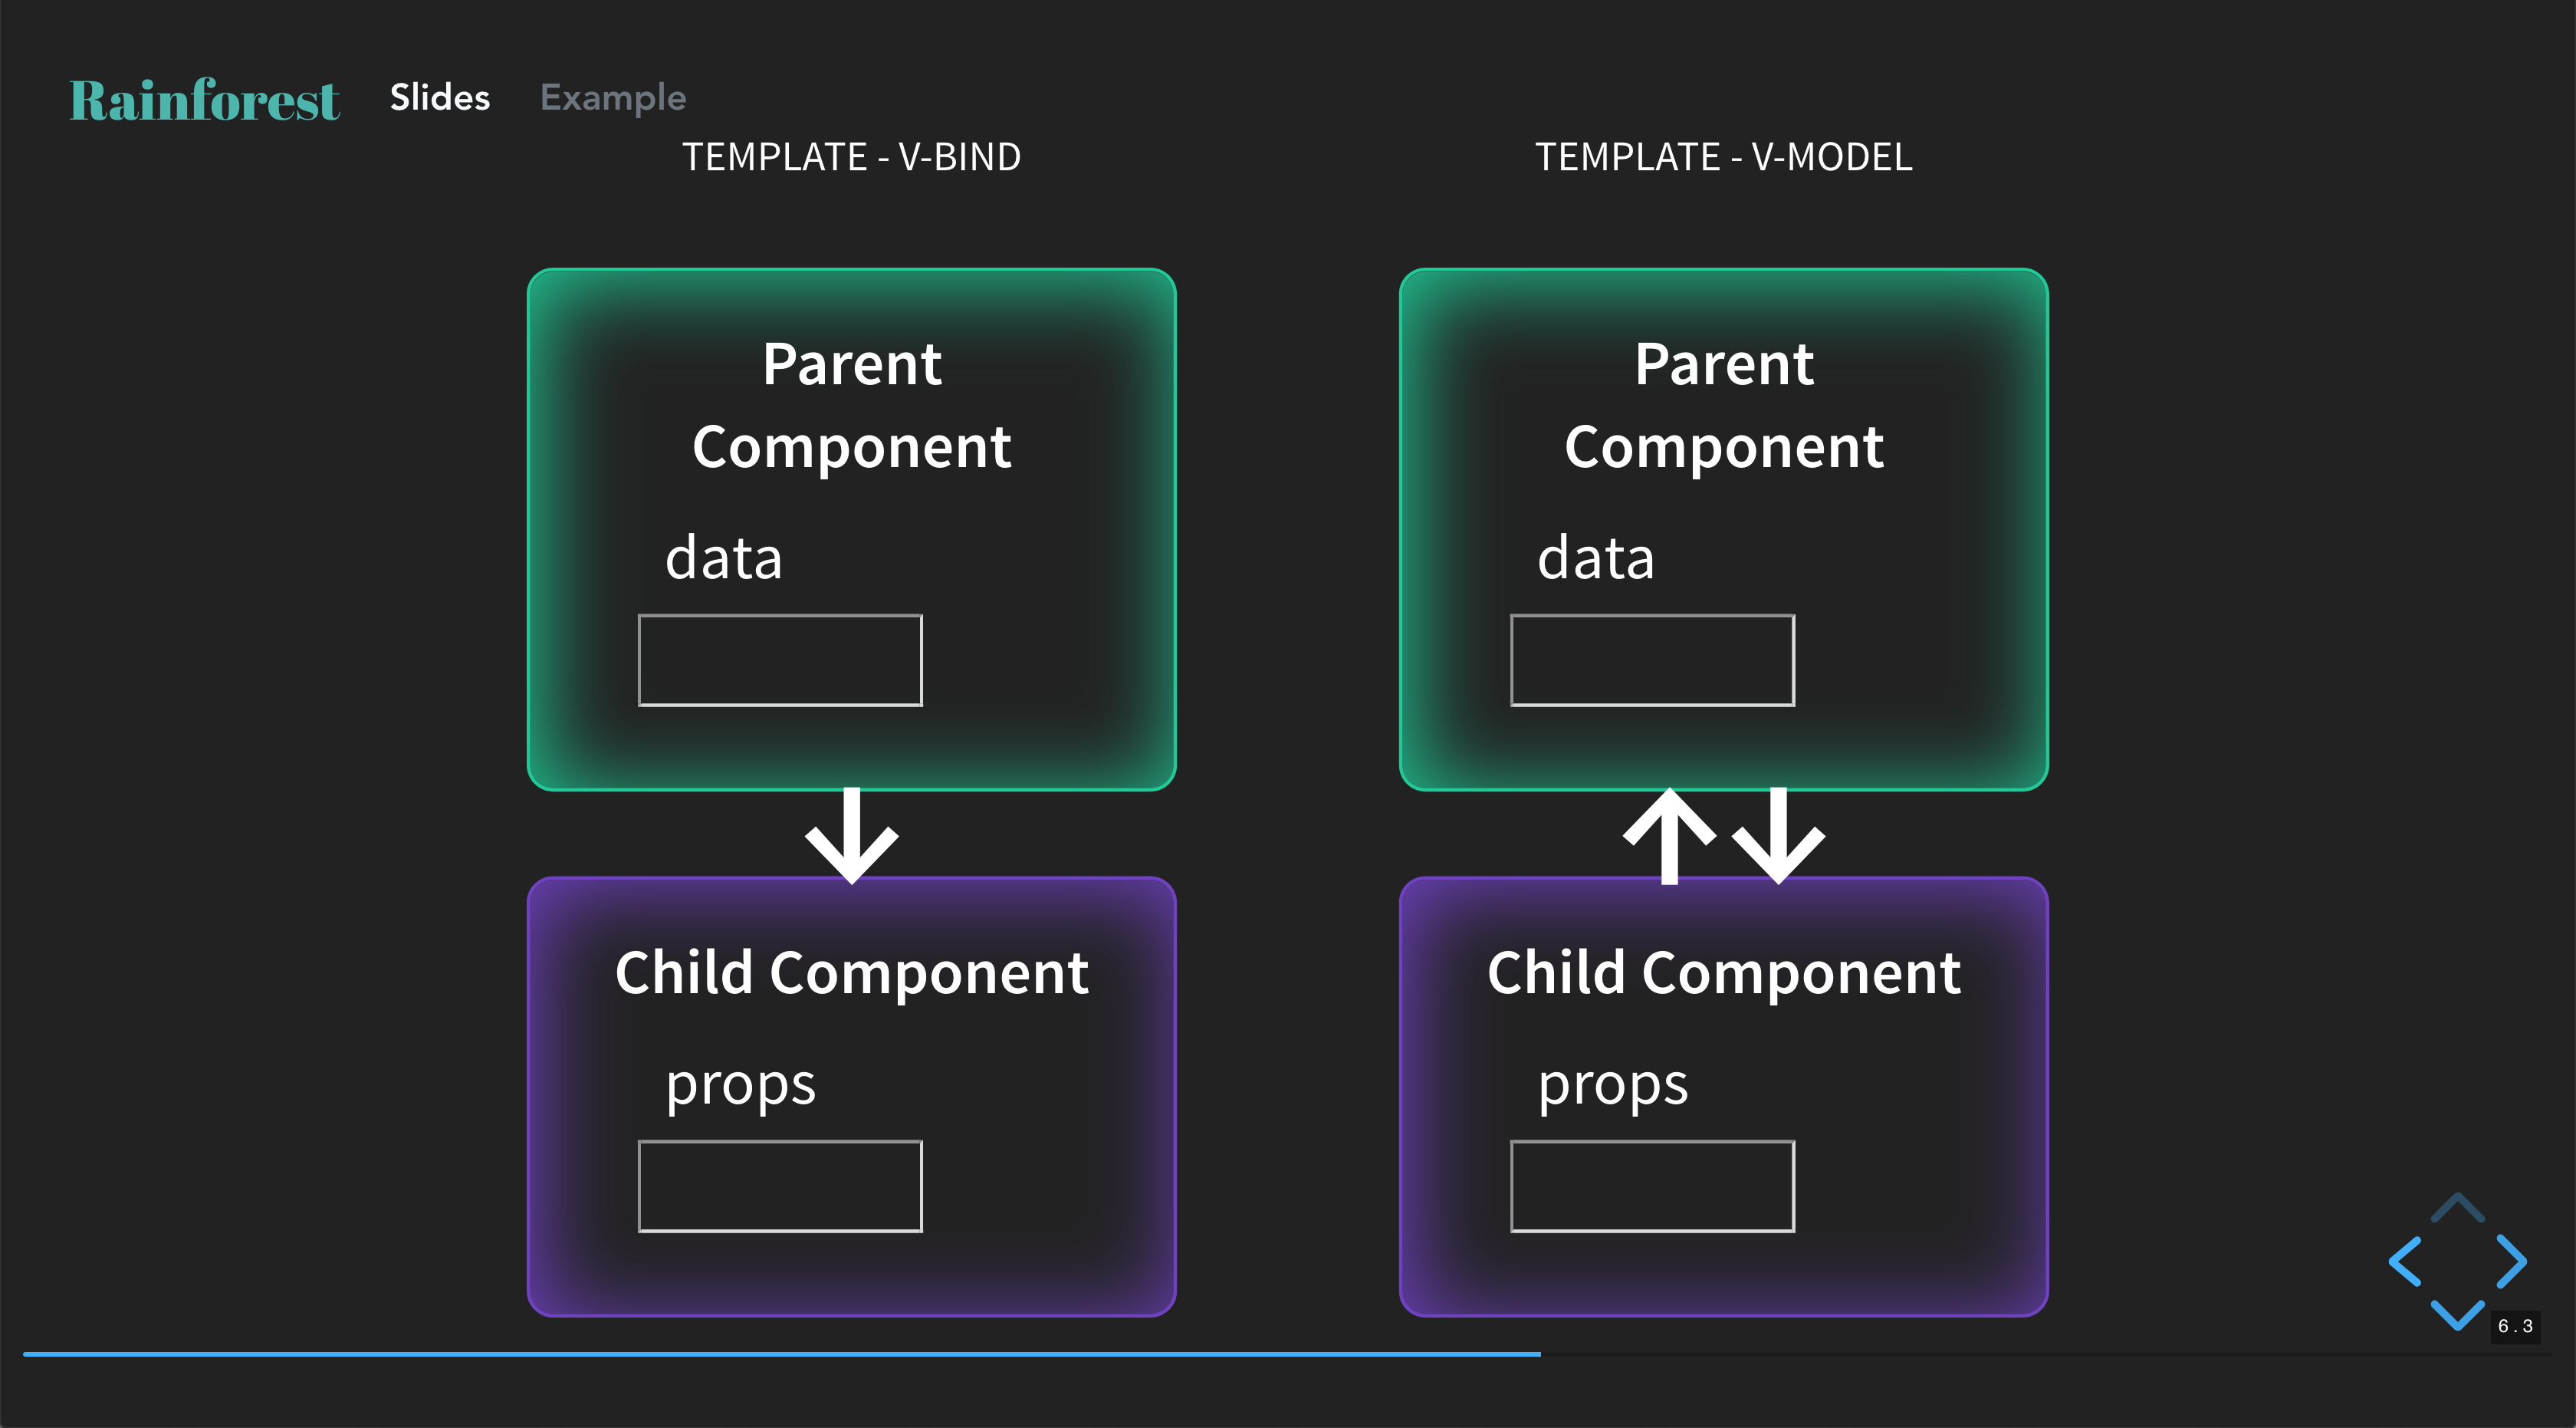 Rainforest
Slides
Example
TEMPLATE - V-BIND
Parent
Component
data
Child Component
props
TEMPLATE - V-MODEL
Parent
Component
data
Child Component
props
6.3